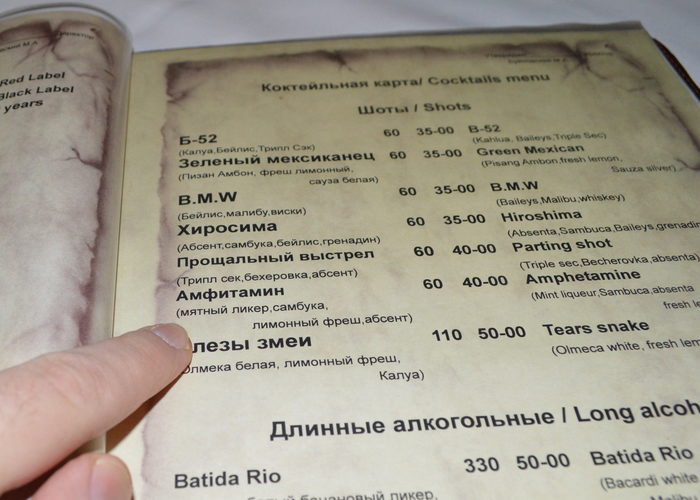 Red Label
Black Label
years
Коктейльная карта/ Cocktails menu
Шоты / Shots
Б-52 60 35-00 B-52
(Калуа,Бейлис,Трипл Сэк) (Kahlua, Baileys,Triple Sec)
Зеленый мексиканец 60 35-00 Green Mexican
(Пизан Амбон, фреш лимонный, (Pisang Ambon,fresh lemon,
сауза белая) Sauza silver)
B.M.W 60 35-00 B.M.W
(Бейлис,малибу,виски) (Baileys,Malibu,whiskey)
Хиросима 60 35-00 Hiroshima
(Абсент,самбука,бейлис,гренадин) (Absenta,Sambuca,Baileys,grenadin
Прощальный выстрел 60 40-00 Parting shot
(Трипл сек,бехеровка,абсент) (Triple sec,Becherovka,absenta)
Амфитамин 60 40-00 Amphetamine
(мятный ликер,самбука, (Mint liqueur,Sambuca,absenta
лимонный фреш,абсент) fresh le
лезы змеи 110 50-00 Tears snake
Олмека белая, лимонный фреш, (Olmeca white, fresh lem
Калуа)
Длинные алкогольные / Long alcoh
Batida Rio 330 50-00 Batida Rio
белый банановый ликер, (Bacardi white